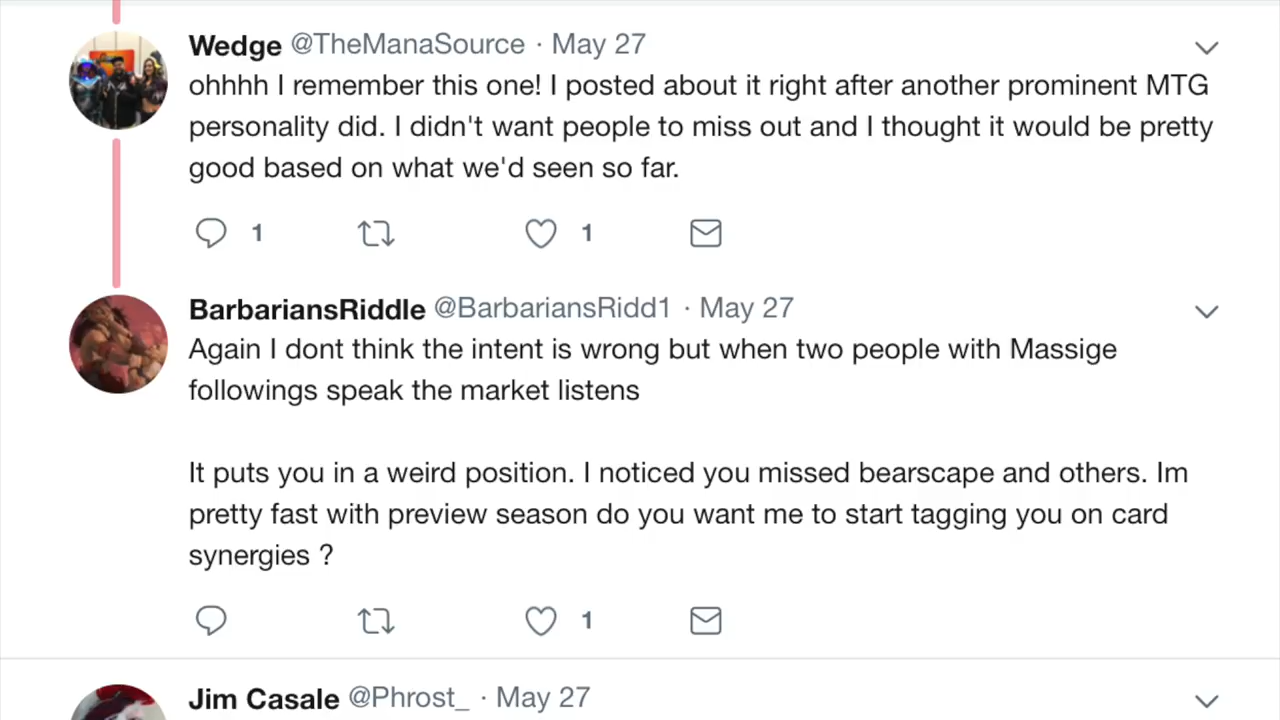 Wedge @TheManaSource · May 27
ohhhh I remember this one! I posted about it right after another prominent MTG
personality did. I didn't want people to miss out and I thought it would be pretty
good based on what we'd seen so far.
1 1
BarbariansRiddle @BarbariansRidd1 · May 27
Again I dont think the intent is wrong but when two people with Massige
followings speak the market listens
It puts you in a weird position. I noticed you missed bearscape and others. Im
pretty fast with preview season do you want me to start tagging you on card
synergies ?
1
Jim Casale @Phrost_ · May 27